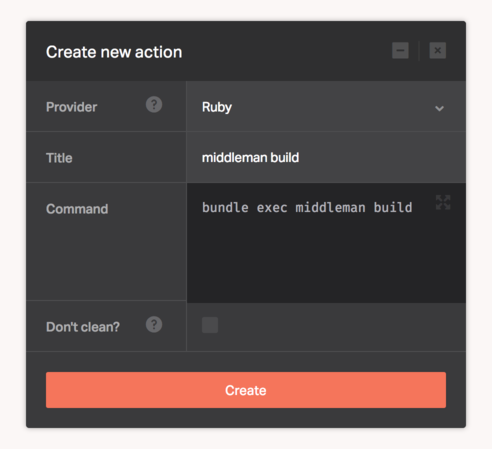 Create new action
Provider ?
Ruby
Title
middleman build
Command
bundle exec middleman build
Don't clean? ?
Create